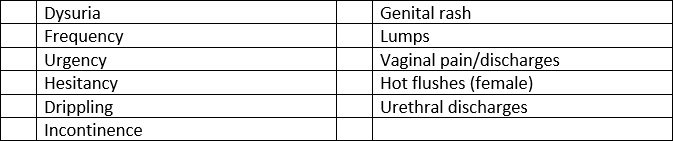 Dysuria Genital rash
Frequency Lumps
Urgency Vaginal pain/discharges
Hesitancy Hot flushes (female)
Drippling Urethral discharges
Incontinence